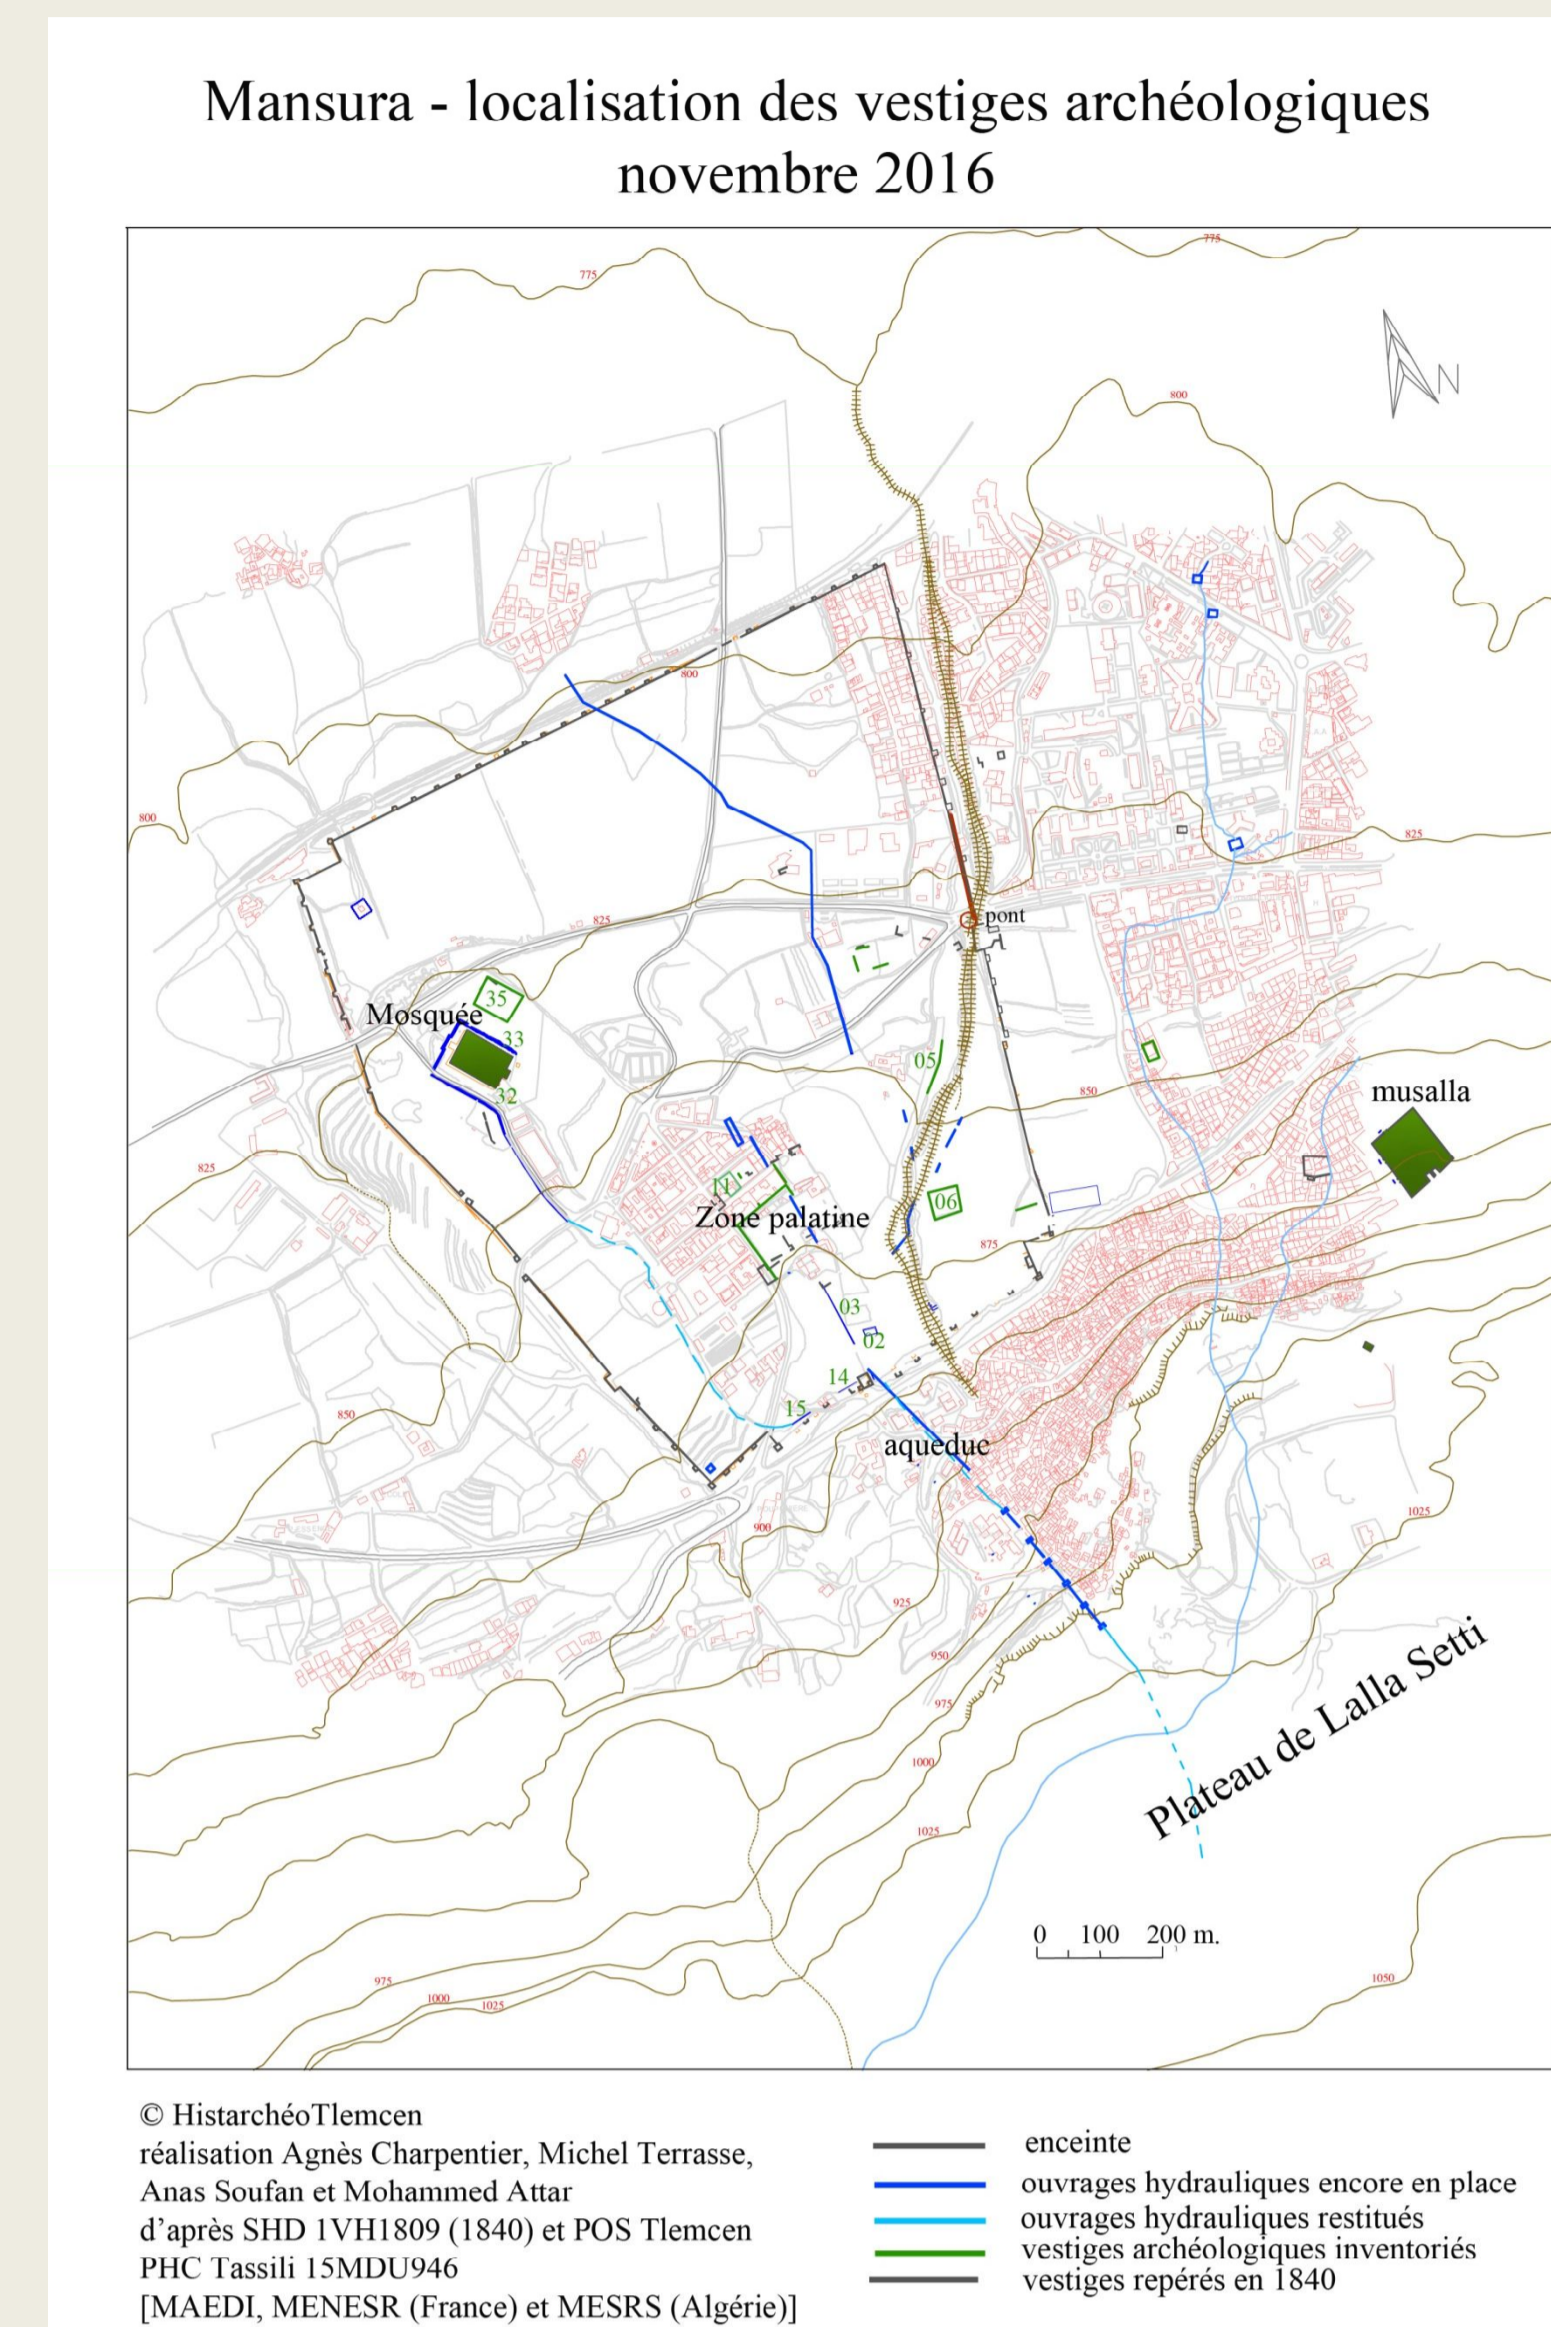 Mansura - localisation des vestiges archéologiques
novembre 2016
775
775
N
800
800
800
825
825
pont
35
Mosquée
33
32
05
850
musalla
825
11
06
Zone palatine
875
03
02
14
15
850
aqueduc
1025
900
925
950
975
Plateau de Lalla Setti
1000
1025
0 100 200 m.
975
1000
1025
1050
© HistarchéoTlemcen
réalisation Agnès Charpentier, Michel Terrasse,
Anas Soufan et Mohammed Attar
d’après SHD 1VH1809 (1840) et POS Tlemcen
PHC Tassili 15MDU946
[MAEDI, MENESR (France) et MESRS (Algérie)]
enceinte
ouvrages hydrauliques encore en place
ouvrages hydrauliques restitués
vestiges archéologiques inventoriés
vestiges repérés en 1840